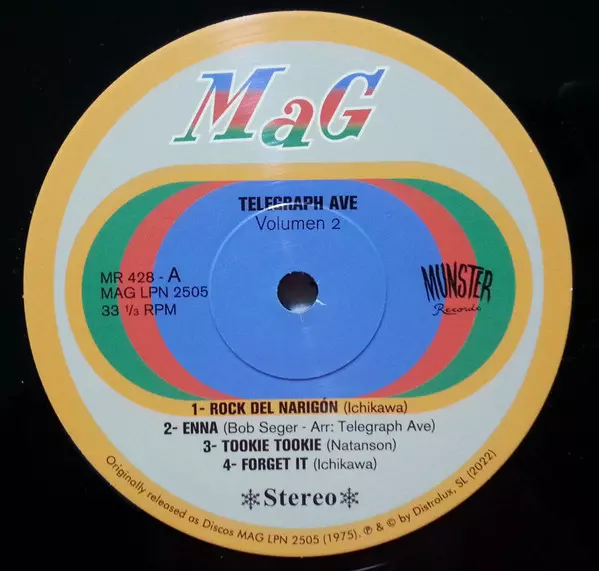 MaG
TELEGRAPH AVE
Volumen 2
MR 428 - A
MAG LPN 2505
33 1/3 RPM
MUNSTER
Records
1- ROCK DEL NARIGÓN (Ichikawa)
2- ENNA (Bob Seger - Arr: Telegraph Ave)
3- TOOKIE TOOKIE (Natanson)
4- FORGET IT (Ichikawa)
✻Stereo✻
Originally released as Discos MAG LPN 2505 (1975), ℗ & © by Distrolux, SL (2022)